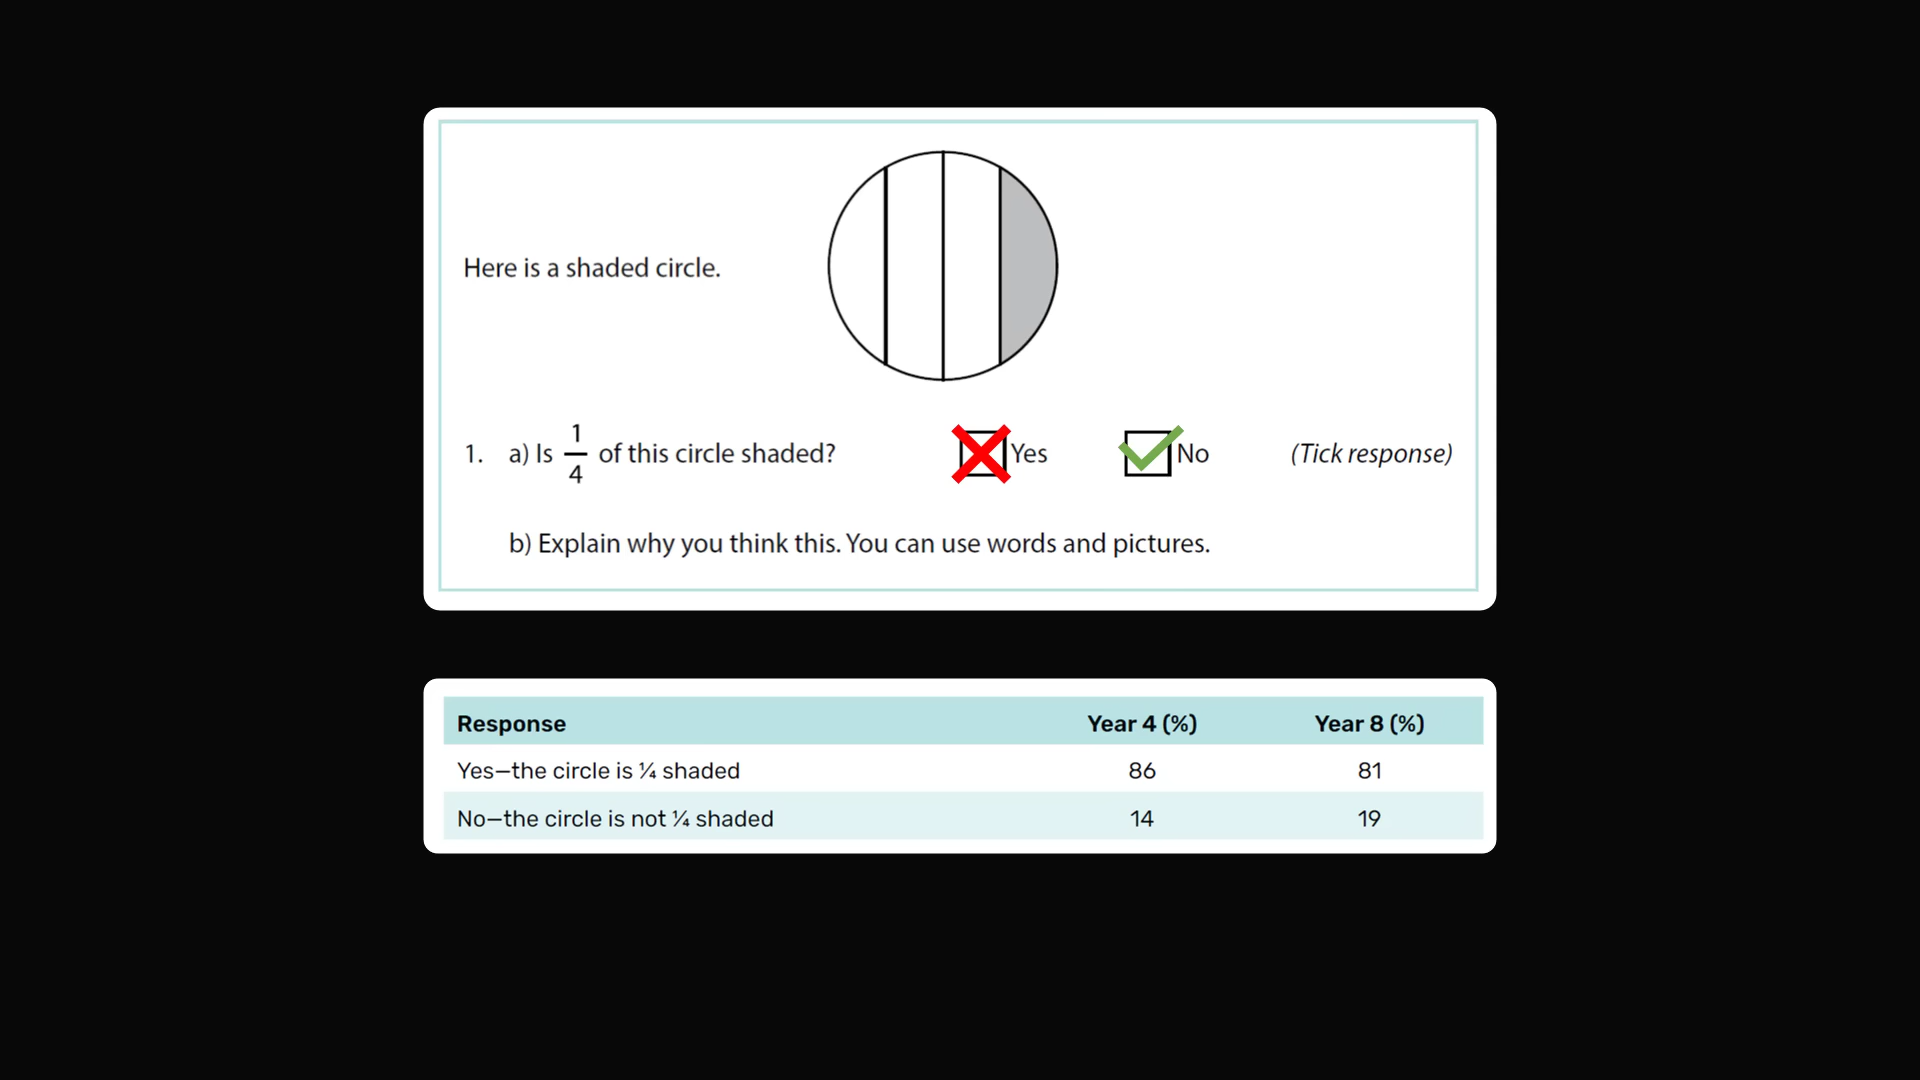 Here is a shaded circle.
1. a) Is 1/4 of this circle shaded? Yes No (Tick response)
b) Explain why you think this. You can use words and pictures.
Response Year 4 (%) Year 8 (%)
Yes—the circle is ¼ shaded 86 81
No—the circle is not ¼ shaded 14 19